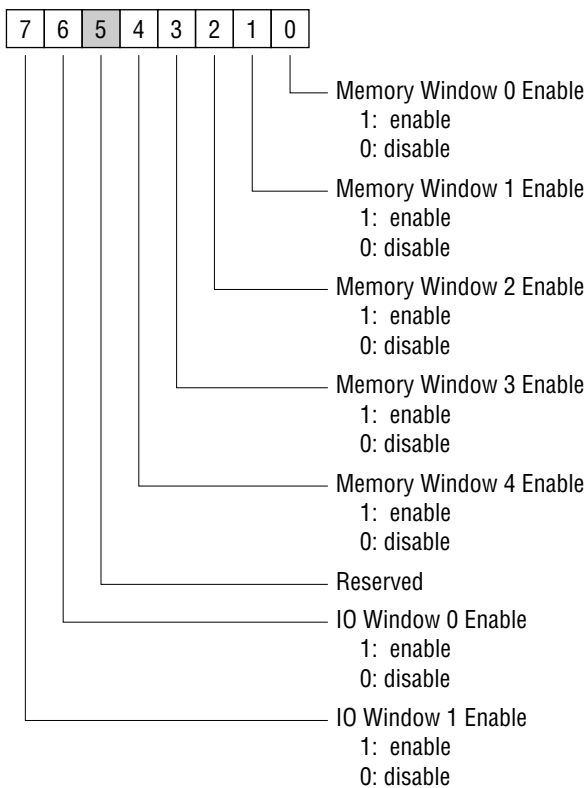 7 6 5 4 3 2 1 0
Memory Window 0 Enable
1: enable
0: disable
Memory Window 1 Enable
1: enable
0: disable
Memory Window 2 Enable
1: enable
0: disable
Memory Window 3 Enable
1: enable
0: disable
Memory Window 4 Enable
1: enable
0: disable
Reserved
IO Window 0 Enable
1: enable
0: disable
IO Window 1 Enable
1: enable
0: disable